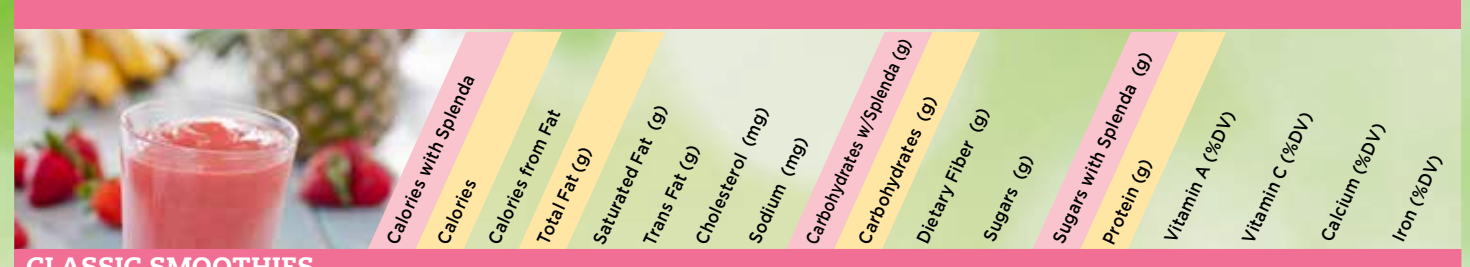 Calories with Splenda
Calories
Calories from Fat
Total Fat (g)
Saturated Fat (g)
Trans Fat (g)
Cholesterol (mg)
Sodium (mg)
Carbohydrates w/Splenda (g)
Carbohydrates (g)
Dietary Fiber (g)
Sugars (g)
Sugars with Splenda (g)
Protein (g)
Vitamin A (%DV)
Vitamin C (%DV)
Calcium (%DV)
Iron (%DV)
CLASSIC SMOOTHIES